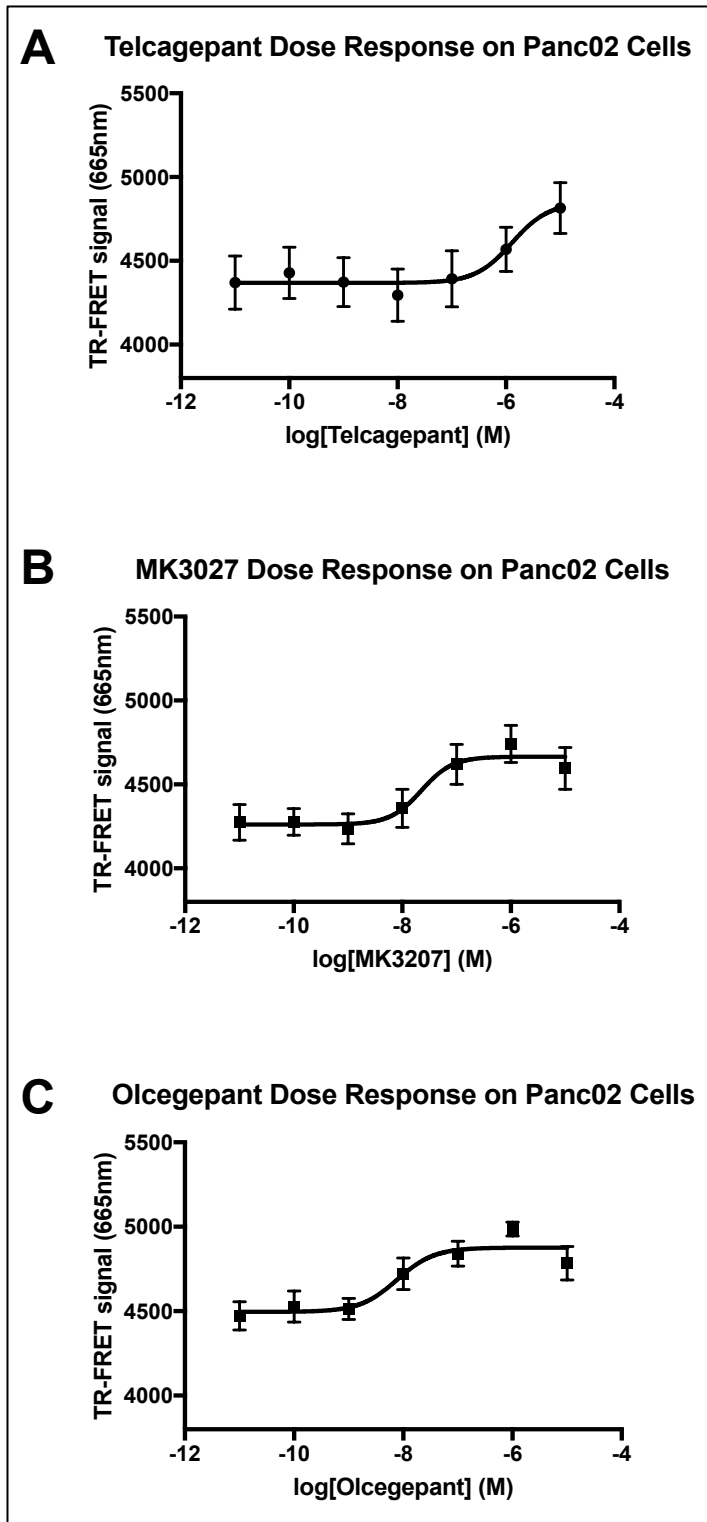 A
Telcagepant Dose Response on Panc02 Cells
5500
5000
4500
4000
TR-FRET signal (665nm)
-12 -10 -8 -6 -4
log[Telcagepant] (M)
B
MK3027 Dose Response on Panc02 Cells
5500
5000
4500
4000
TR-FRET signal (665nm)
-12 -10 -8 -6 -4
log[MK3207] (M)
C
Olcegepant Dose Response on Panc02 Cells
5500
5000
4500
4000
TR-FRET signal (665nm)
-12 -10 -8 -6 -4
log[Olcegepant] (M)